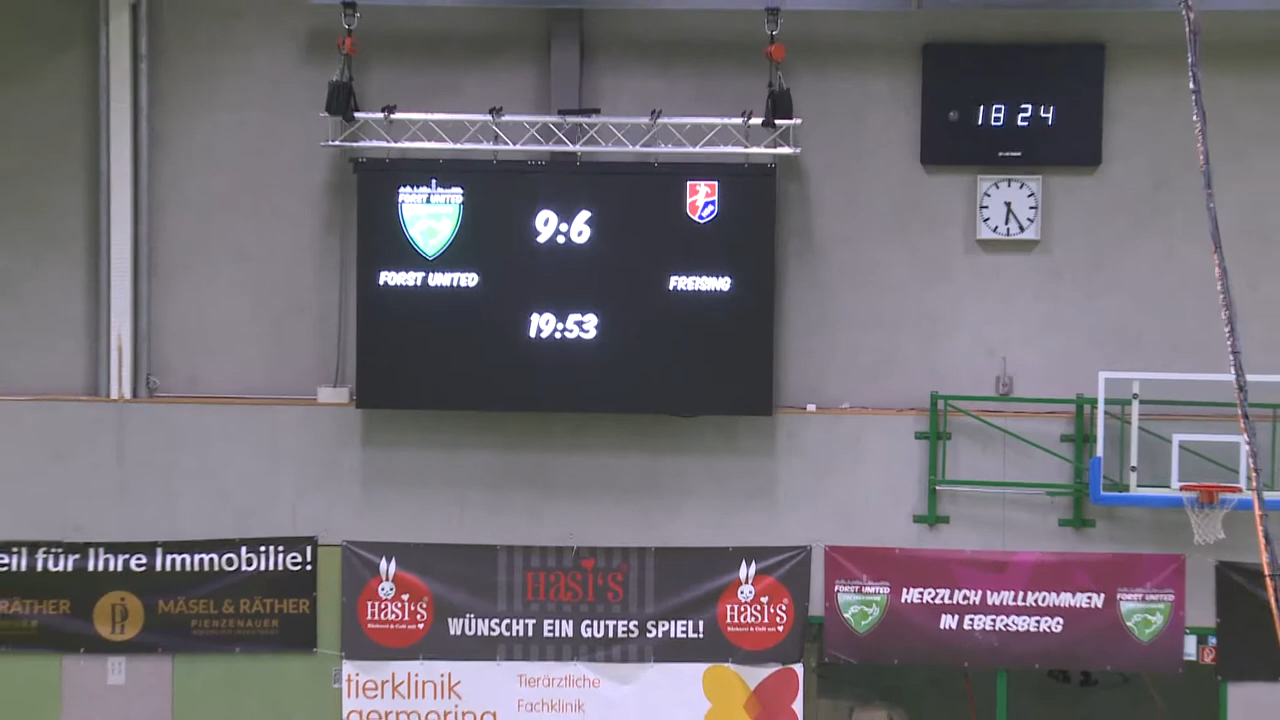 18 24
FORST UNITED
9:6
FORST UNITED
FREISING
19:53
eil für Ihre Immobilie!
RÄTHER
MÄSEL & RÄTHER
PIENZENAUER
HASI'S
HASI'S
HASI'S
WÜNSCHT EIN GUTES SPIEL!
FORST UNITED
HERZLICH WILLKOMMEN
IN EBERSBERG
FORST UNITED
tierklinik
germering
Tierärztliche
Fachklinik